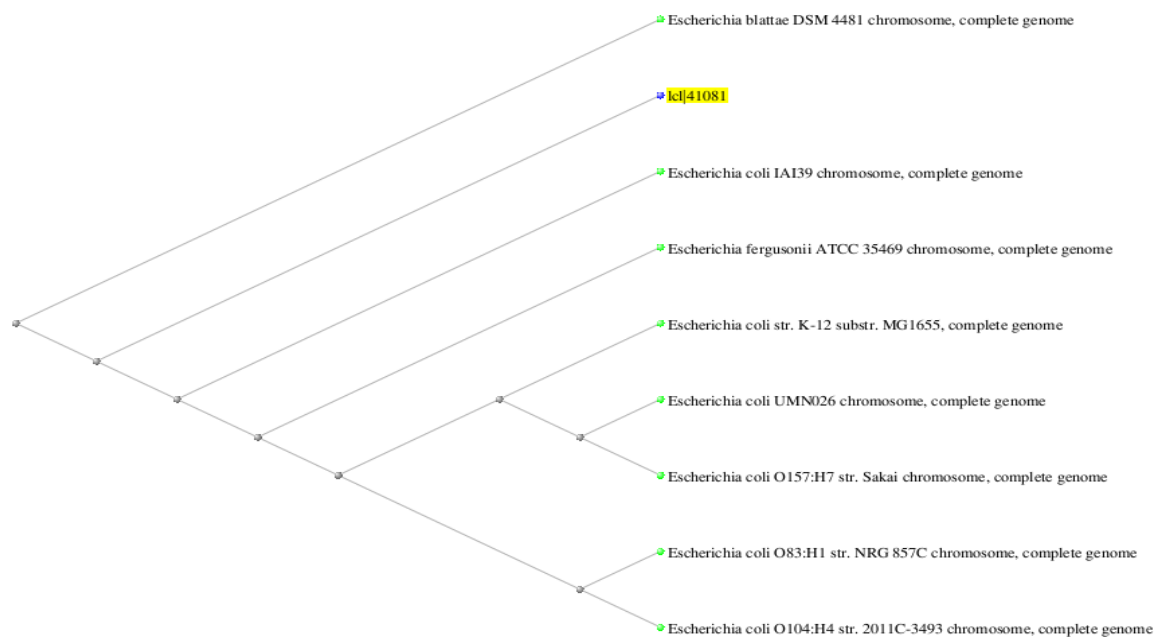 Escherichia blattae DSM 4481 chromosome, complete genome
lcl|41081
Escherichia coli IAI39 chromosome, complete genome
Escherichia fergusonii ATCC 35469 chromosome, complete genome
Escherichia coli str. K-12 substr. MG1655, complete genome
Escherichia coli UMN026 chromosome, complete genome
Escherichia coli O157:H7 str. Sakai chromosome, complete genome
Escherichia coli O83:H1 str. NRG 857C chromosome, complete genome
Escherichia coli O104:H4 str. 2011C-3493 chromosome, complete genome